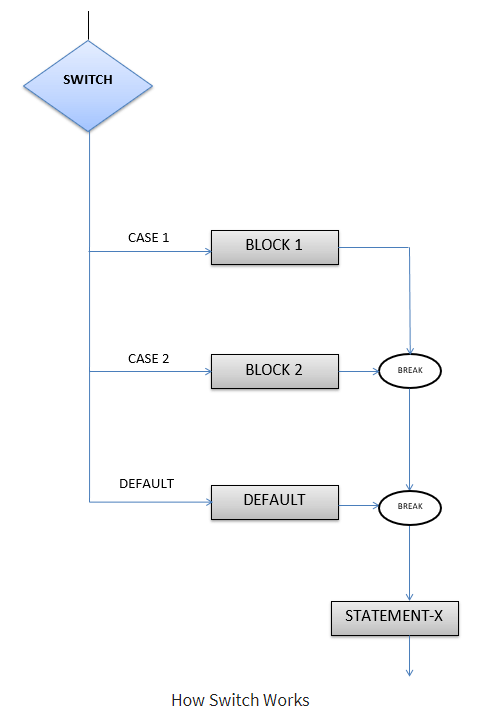 SWITCH
CASE 1
BLOCK 1
CASE 2
BLOCK 2
BREAK
DEFAULT
DEFAULT
BREAK
STATEMENT-X
How Switch Works